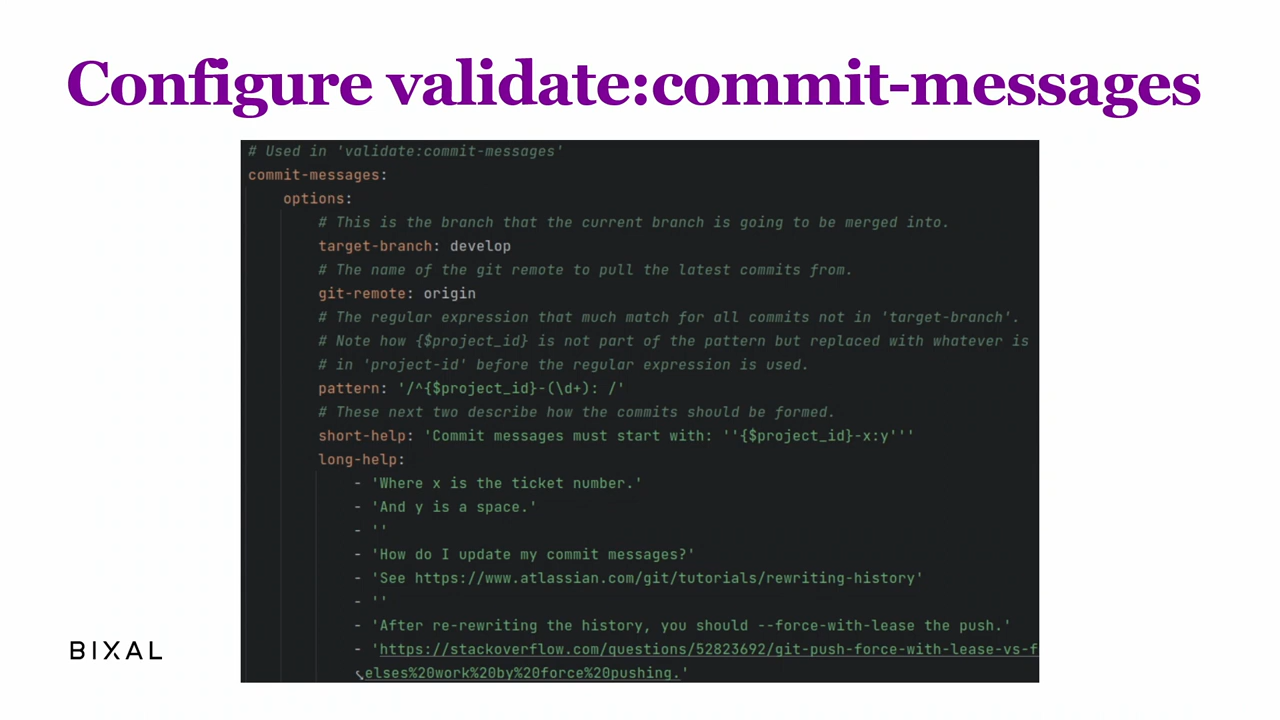 Configure validate:commit-messages
# Used in 'validate:commit-messages'
commit-messages:
options:
# This is the branch that the current branch is going to be merged into.
target-branch: develop
# The name of the git remote to pull the latest commits from.
git-remote: origin
# The regular expression that much match for all commits not in 'target-branch'.
# Note how {$project_id} is not part of the pattern but replaced with whatever is
# in 'project-id' before the regular expression is used.
pattern: '/^{$project_id}-(\d+): /'
# These next two describe how the commits should be formed.
short-help: 'Commit messages must start with: ''{$project_id}-x:y'''
long-help:
- 'Where x is the ticket number.'
- 'And y is a space.'
- ''
- 'How do I update my commit messages?'
- 'See https://www.atlassian.com/git/tutorials/rewriting-history'
- ''
- 'After re-rewriting the history, you should --force-with-lease the push.'
- 'https://stackoverflow.com/questions/52823692/git-push-force-with-lease-vs-f
elses%20work%20by%20force%20pushing.'
BIXAL